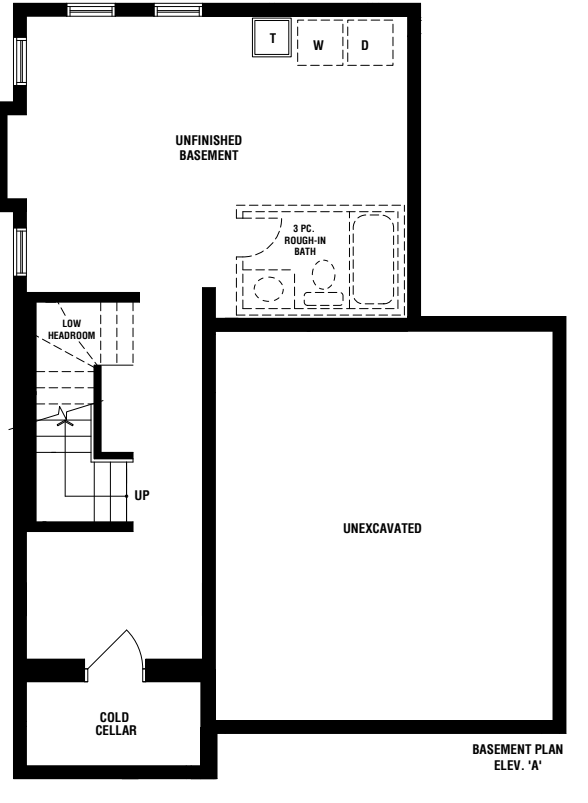 T
W
D
UNFINISHED
BASEMENT
3 PC.
ROUGH-IN
BATH
LOW
HEADROOM
UP
UNEXCAVATED
COLD
CELLAR
BASEMENT PLAN
ELEV. 'A'